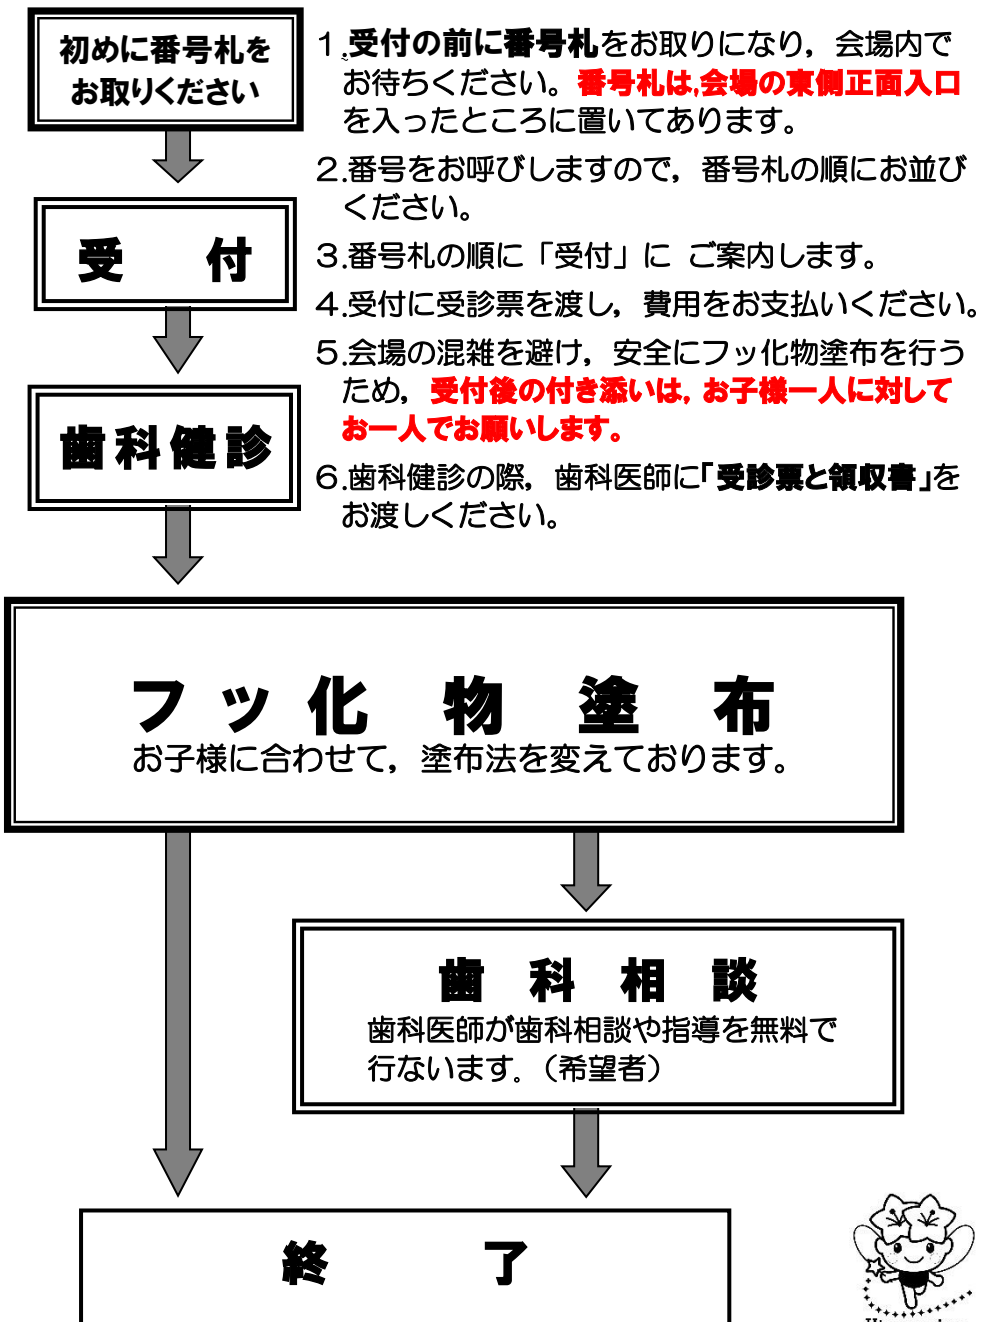 初めに番号札を
お取りください
受　付
歯科健診
1.受付の前に番号札をお取りになり，会場内で
お待ちください。番号札は,会場の東側正面入口
を入ったところに置いてあります。
2.番号をお呼びしますので，番号札の順にお並び
ください。
3.番号札の順に「受付」に ご案内します。
4.受付に受診票を渡し，費用をお支払いください。
5.会場の混雑を避け，安全にフッ化物塗布を行う
ため，受付後の付き添いは，お子様一人に対して
お一人でお願いします。
6.歯科健診の際，歯科医師に「受診票と領収書」を
お渡しください。
フッ化物塗布
お子様に合わせて，塗布法を変えております。
歯科相談
歯科医師が歯科相談や指導を無料で
行ないます．（希望者）
終　了